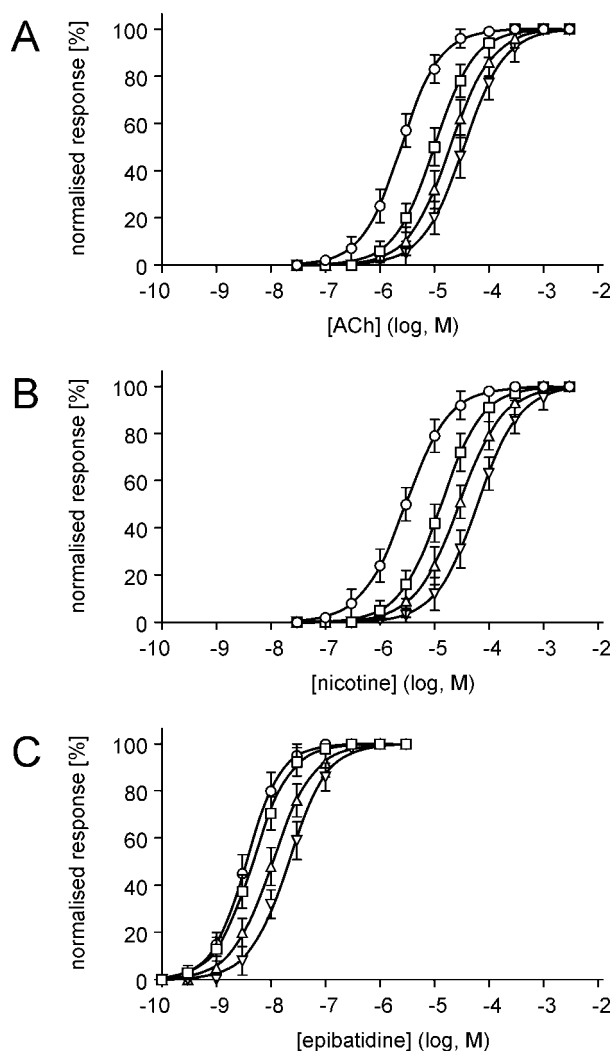 A
normalised response [%]
100
80
60
40
20
0
-10 -9 -8 -7 -6 -5 -4 -3 -2
[ACh] (log, M)
B
normalised response [%]
100
80
60
40
20
0
-10 -9 -8 -7 -6 -5 -4 -3 -2
[nicotine] (log, M)
C
normalised response [%]
100
80
60
40
20
0
-10 -9 -8 -7 -6 -5 -4 -3 -2
[epibatidine] (log, M)